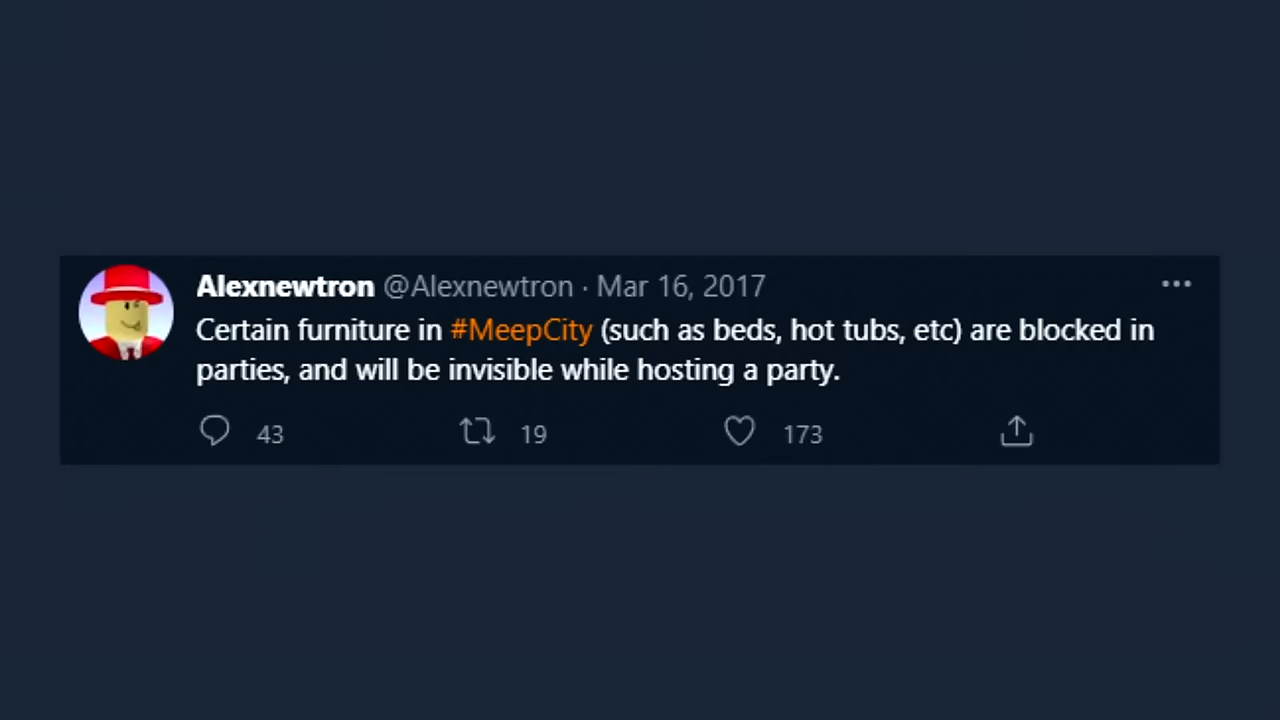 Alexnewtron @Alexnewtron · Mar 16, 2017
Certain furniture in #MeepCity (such as beds, hot tubs, etc) are blocked in
parties, and will be invisible while hosting a party.
43 19 173